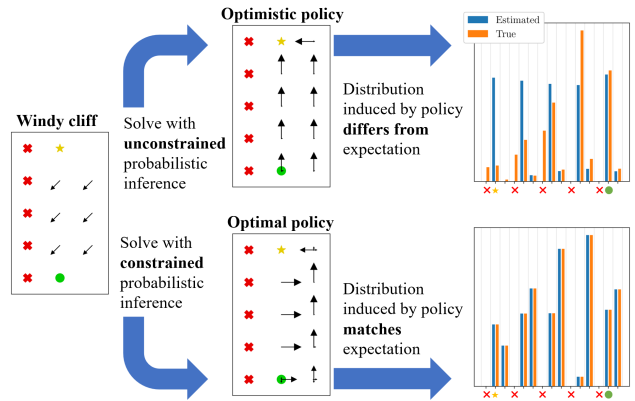 Optimistic policy
Estimated
True
Distribution
induced by policy
differs from
expectation
Windy cliff
Solve with
unconstrained
probabilistic
inference
Solve with
constrained
probabilistic
inference
Optimal policy
Distribution
induced by policy
matches
expectation